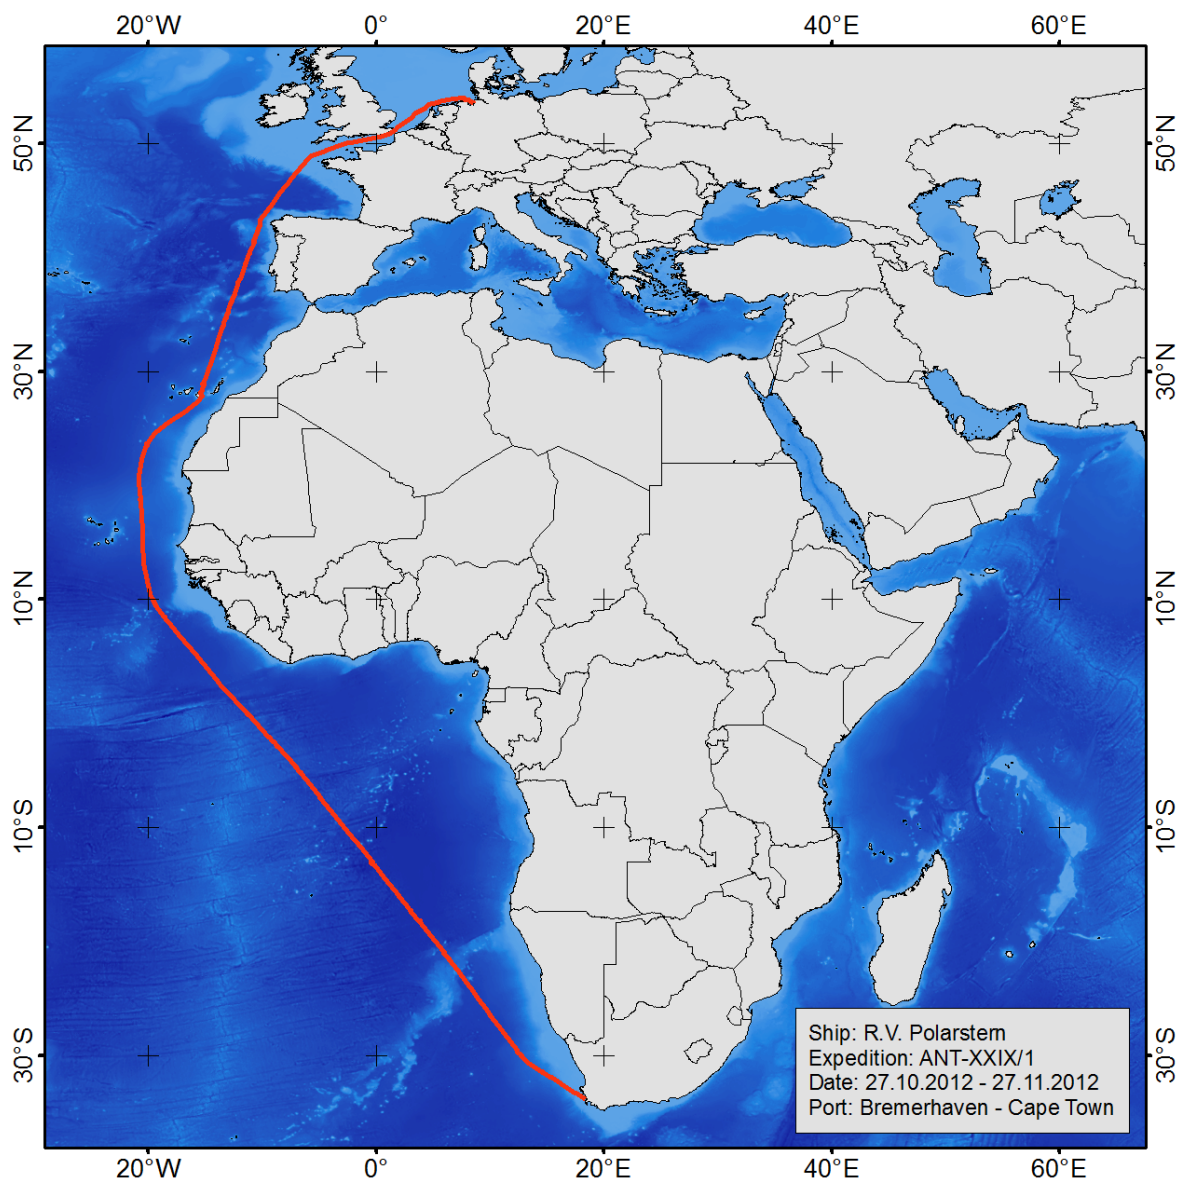 20°W 0° 20°E 40°E 60°E
50°N 50°N
30°N 30°N
10°N 10°N
10°S 10°S
30°S 30°S
Ship: R.V. Polarstern
Expedition: ANT-XXIX/1
Date: 27.10.2012 - 27.11.2012
Port: Bremerhaven - Cape Town
20°W 0° 20°E 40°E 60°E